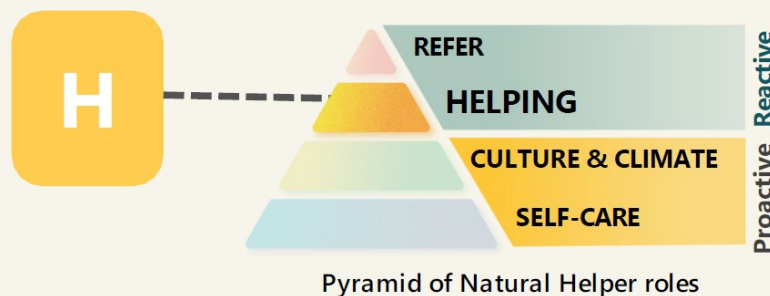 H
REFER
HELPING
CULTURE & CLIMATE
SELF-CARE
Reactive
Proactive
Pyramid of Natural Helper roles